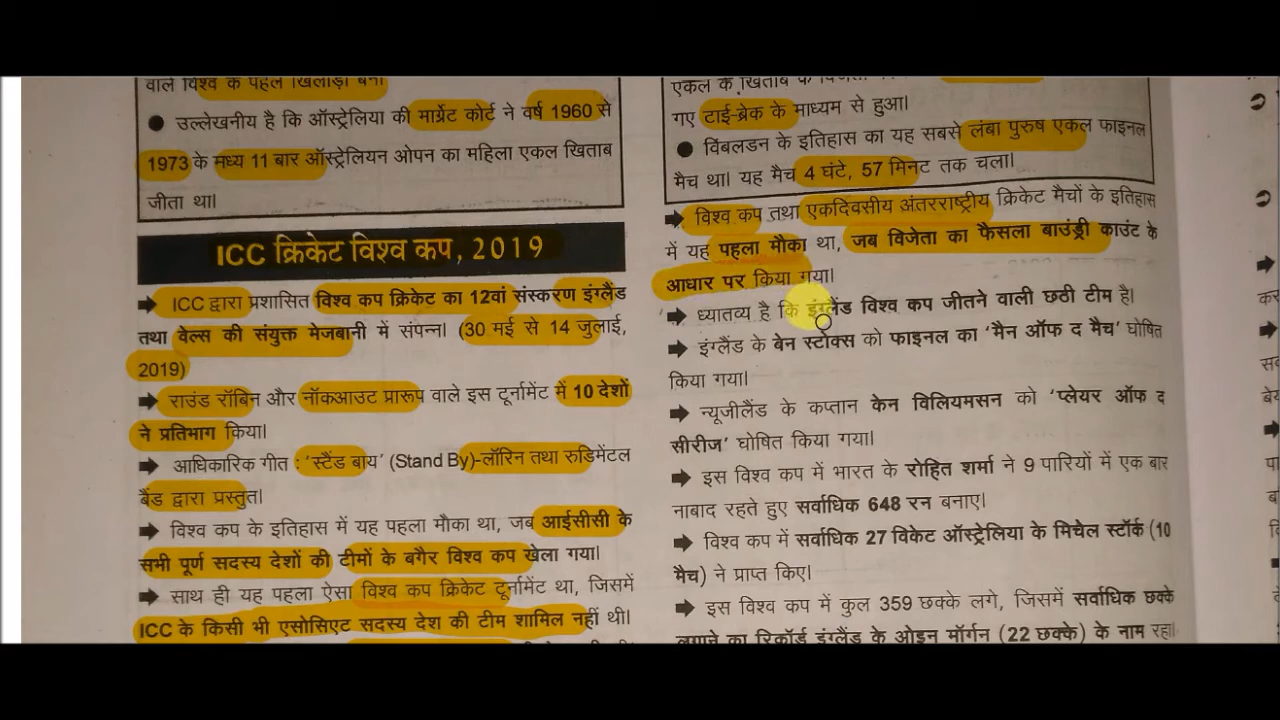 वाले विश्व के पहले खिलाड़ी बने।
● उल्लेखनीय है कि ऑस्ट्रेलिया की मार्ग्रेट कोर्ट ने वर्ष 1960 से
1973 के मध्य 11 बार ऑस्ट्रेलियन ओपन का महिला एकल खिताब
जीता था।
ICC क्रिकेट विश्व कप, 2019
➡ ICC द्वारा प्रशासित विश्व कप क्रिकेट का 12वां संस्करण इंग्लैंड
तथा वेल्स की संयुक्त मेजबानी में संपन्न। (30 मई से 14 जुलाई,
2019)
➡ राउंड रॉबिन और नॉकआउट प्रारूप वाले इस टूर्नामेंट में 10 देशों
ने प्रतिभाग किया।
➡ आधिकारिक गीत : 'स्टैंड बाय' (Stand By)-लॉरिन तथा रुडिमेंटल
बैंड द्वारा प्रस्तुत।
➡ विश्व कप के इतिहास में यह पहला मौका था, जब आईसीसी के
सभी पूर्ण सदस्य देशों की टीमों के बगैर विश्व कप खेला गया।
➡ साथ ही यह पहला ऐसा विश्व कप क्रिकेट टूर्नामेंट था, जिसमें
ICC के किसी भी एसोसिएट सदस्य देश की टीम शामिल नहीं थी।
एकल के खिताब के
गए टाई-ब्रेक के माध्यम से हुआ।
● विंबलडन के इतिहास का यह सबसे लंबा पुरुष एकल फाइनल
मैच था। यह मैच 4 घंटे, 57 मिनट तक चला।
➡ विश्व कप तथा एकदिवसीय अंतरराष्ट्रीय क्रिकेट मैचों के इतिहास
में यह पहला मौका था, जब विजेता का फैसला बाउंड्री काउंट के
आधार पर किया गया।
➡ ध्यातव्य है कि इंग्लैंड विश्व कप जीतने वाली छठी टीम है।
➡ इंग्लैंड के बेन स्टोक्स को फाइनल का 'मैन ऑफ द मैच' घोषित
किया गया।
➡ न्यूजीलैंड के कप्तान केन विलियमसन को 'प्लेयर ऑफ द
सीरीज' घोषित किया गया।
➡ इस विश्व कप में भारत के रोहित शर्मा ने 9 पारियों में एक बार
नाबाद रहते हुए सर्वाधिक 648 रन बनाए।
➡ विश्व कप में सर्वाधिक 27 विकेट ऑस्ट्रेलिया के मिचेल स्टॉर्क (10
मैच) ने प्राप्त किए।
➡ इस विश्व कप में कुल 359 छक्के लगे, जिसमें सर्वाधिक छक्के
लगाने का रिकॉर्ड इंग्लैंड के ओइन मॉर्गन (22 छक्के) के नाम रहा।